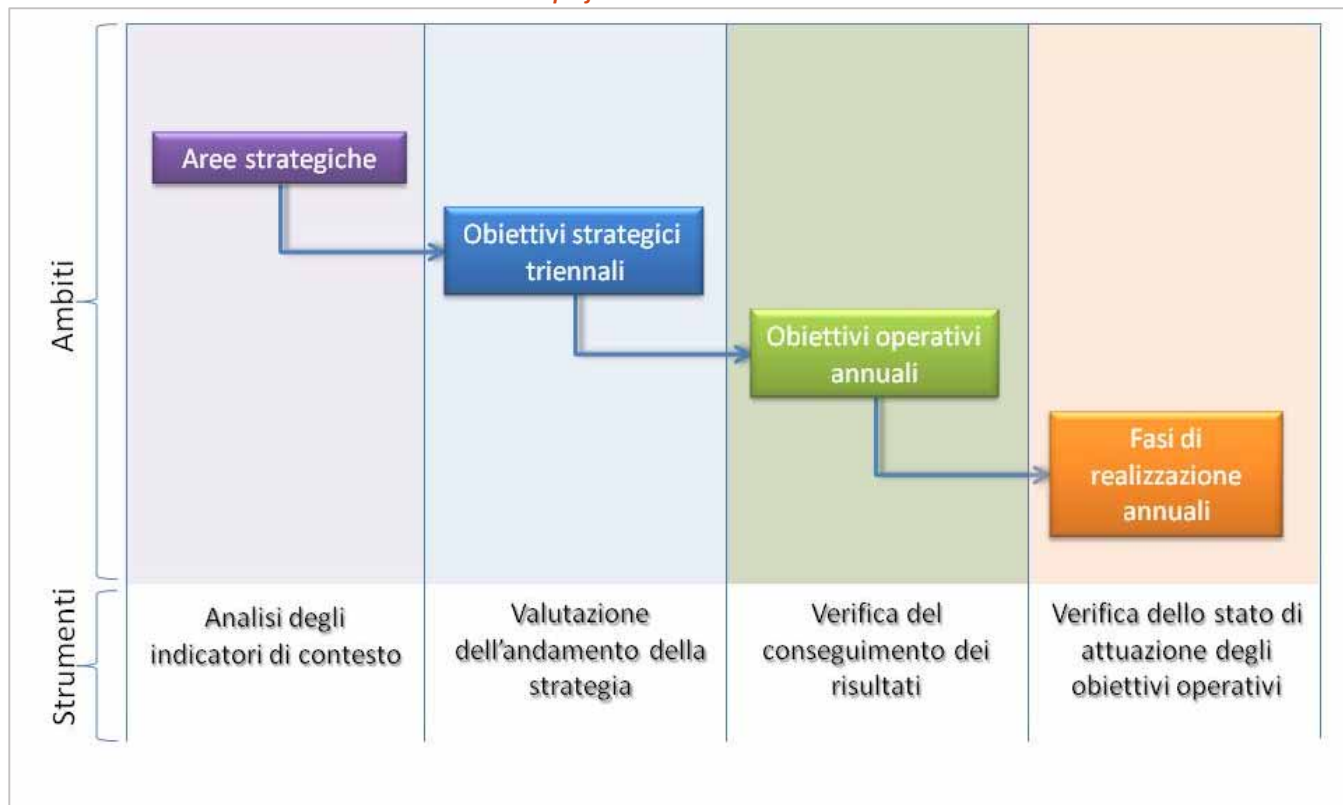 Aree strategiche
Obiettivi strategici
triennali
Obiettivi operativi
annuali
Fasi di
realizzazione
annuali
Ambiti
Strumenti
Analisi degli
indicatori di contesto
Valutazione
dell'andamento della
strategia
Verifica del
conseguimento dei
risultati
Verifica dello stato di
attuazione degli
obiettivi operativi